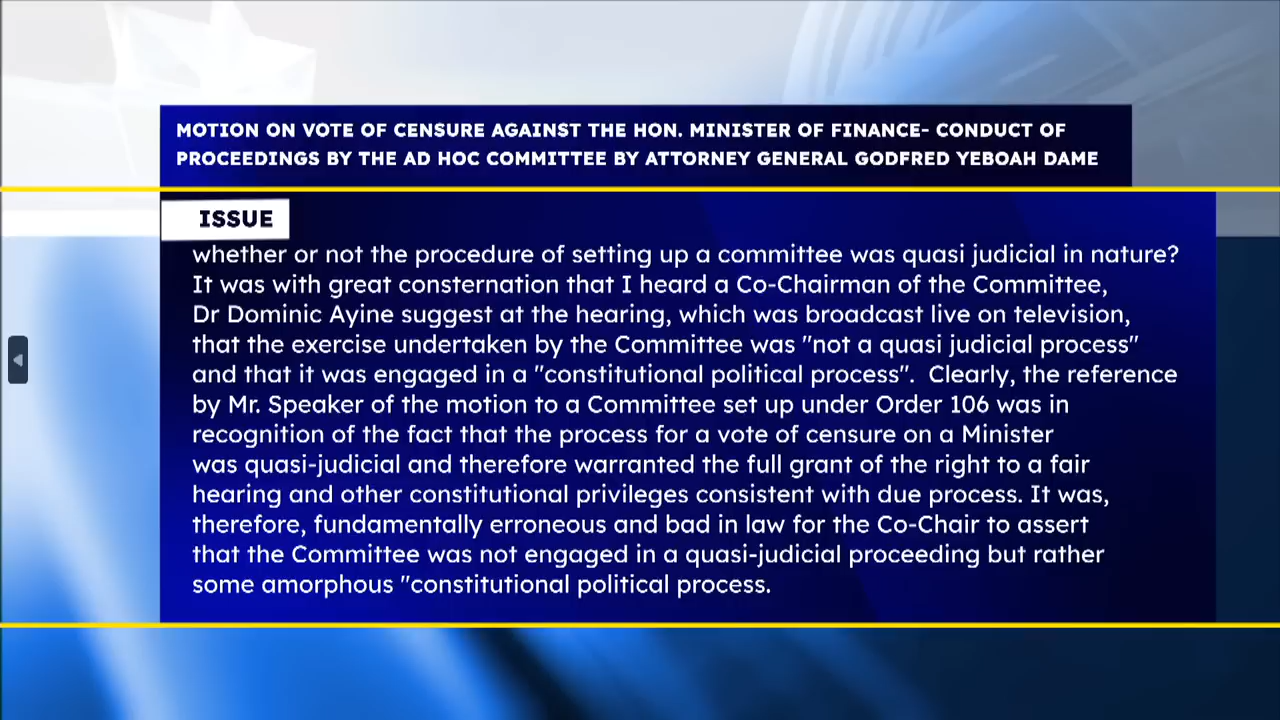 MOTION ON VOTE OF CENSURE AGAINST THE HON. MINISTER OF FINANCE- CONDUCT OF
PROCEEDINGS BY THE AD HOC COMMITTEE BY ATTORNEY GENERAL GODFRED YEBOAH DAME
ISSUE
whether or not the procedure of setting up a committee was quasi judicial in nature?
It was with great consternation that I heard a Co-Chairman of the Committee,
Dr Dominic Ayine suggest at the hearing, which was broadcast live on television,
that the exercise undertaken by the Committee was "not a quasi judicial process"
and that it was engaged in a "constitutional political process".  Clearly, the reference
by Mr. Speaker of the motion to a Committee set up under Order 106 was in
recognition of the fact that the process for a vote of censure on a Minister
was quasi-judicial and therefore warranted the full grant of the right to a fair
hearing and other constitutional privileges consistent with due process. It was,
therefore, fundamentally erroneous and bad in law for the Co-Chair to assert
that the Committee was not engaged in a quasi-judicial proceeding but rather
some amorphous "constitutional political process.